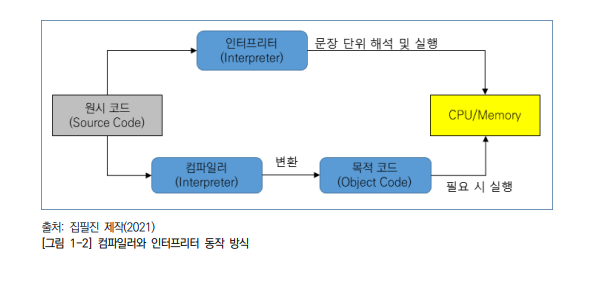 인터프리터
(Interpreter)
문장 단위 해석 및 실행
원시 코드
(Source Code)
CPU/Memory
컴파일러
(Interpreter)
변환
목적 코드
(Object Code)
필요 시 실행
출처: 집필진 제작(2021)
[그림 1-2] 컴파일러와 인터프리터 동작 방식